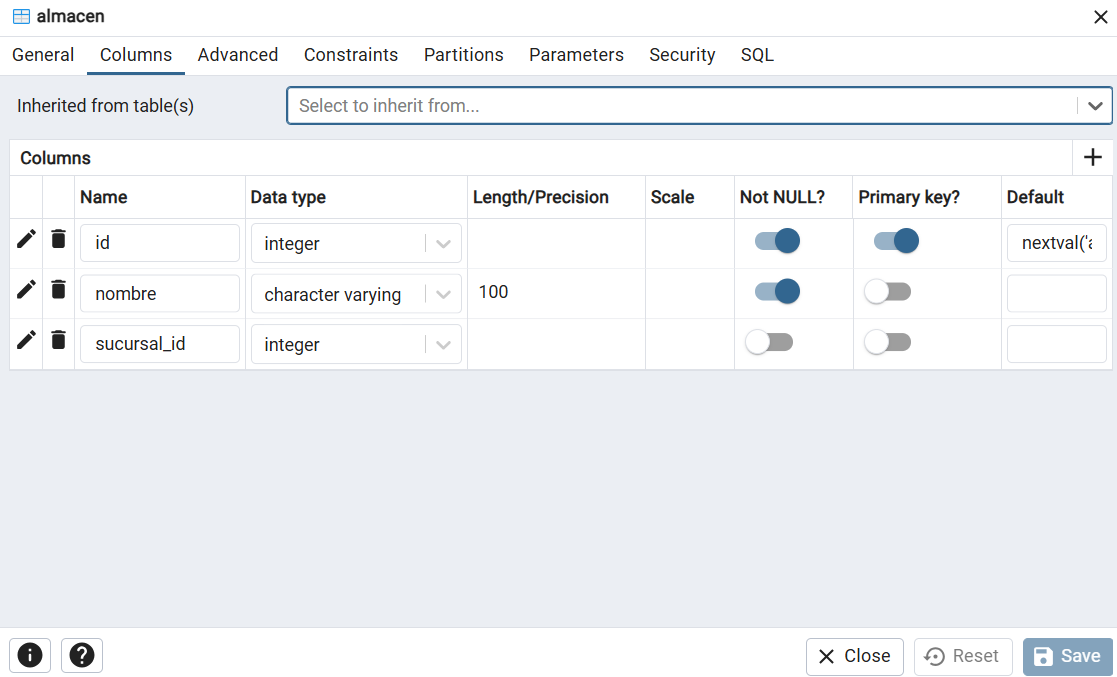 almacen
General Columns Advanced Constraints Partitions Parameters Security SQL
Inherited from table(s) Select to inherit from...
Columns
Name Data type Length/Precision Scale Not NULL? Primary key? Default
id integer nextval('a
nombre character varying 100
sucursal_id integer
Close Reset Save